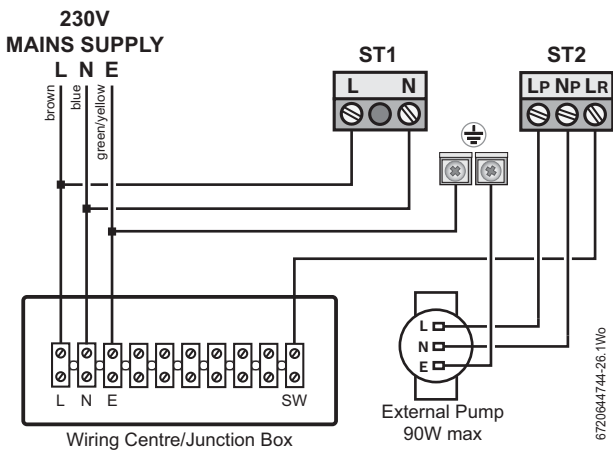 230V
MAINS SUPPLY
L N E
brown
blue
green/yellow
ST1
L N
ST2
LP NP LR
L
N
E
L N E SW
Wiring Centre/Junction Box
External Pump
90W max
6720644744-26.1Wo